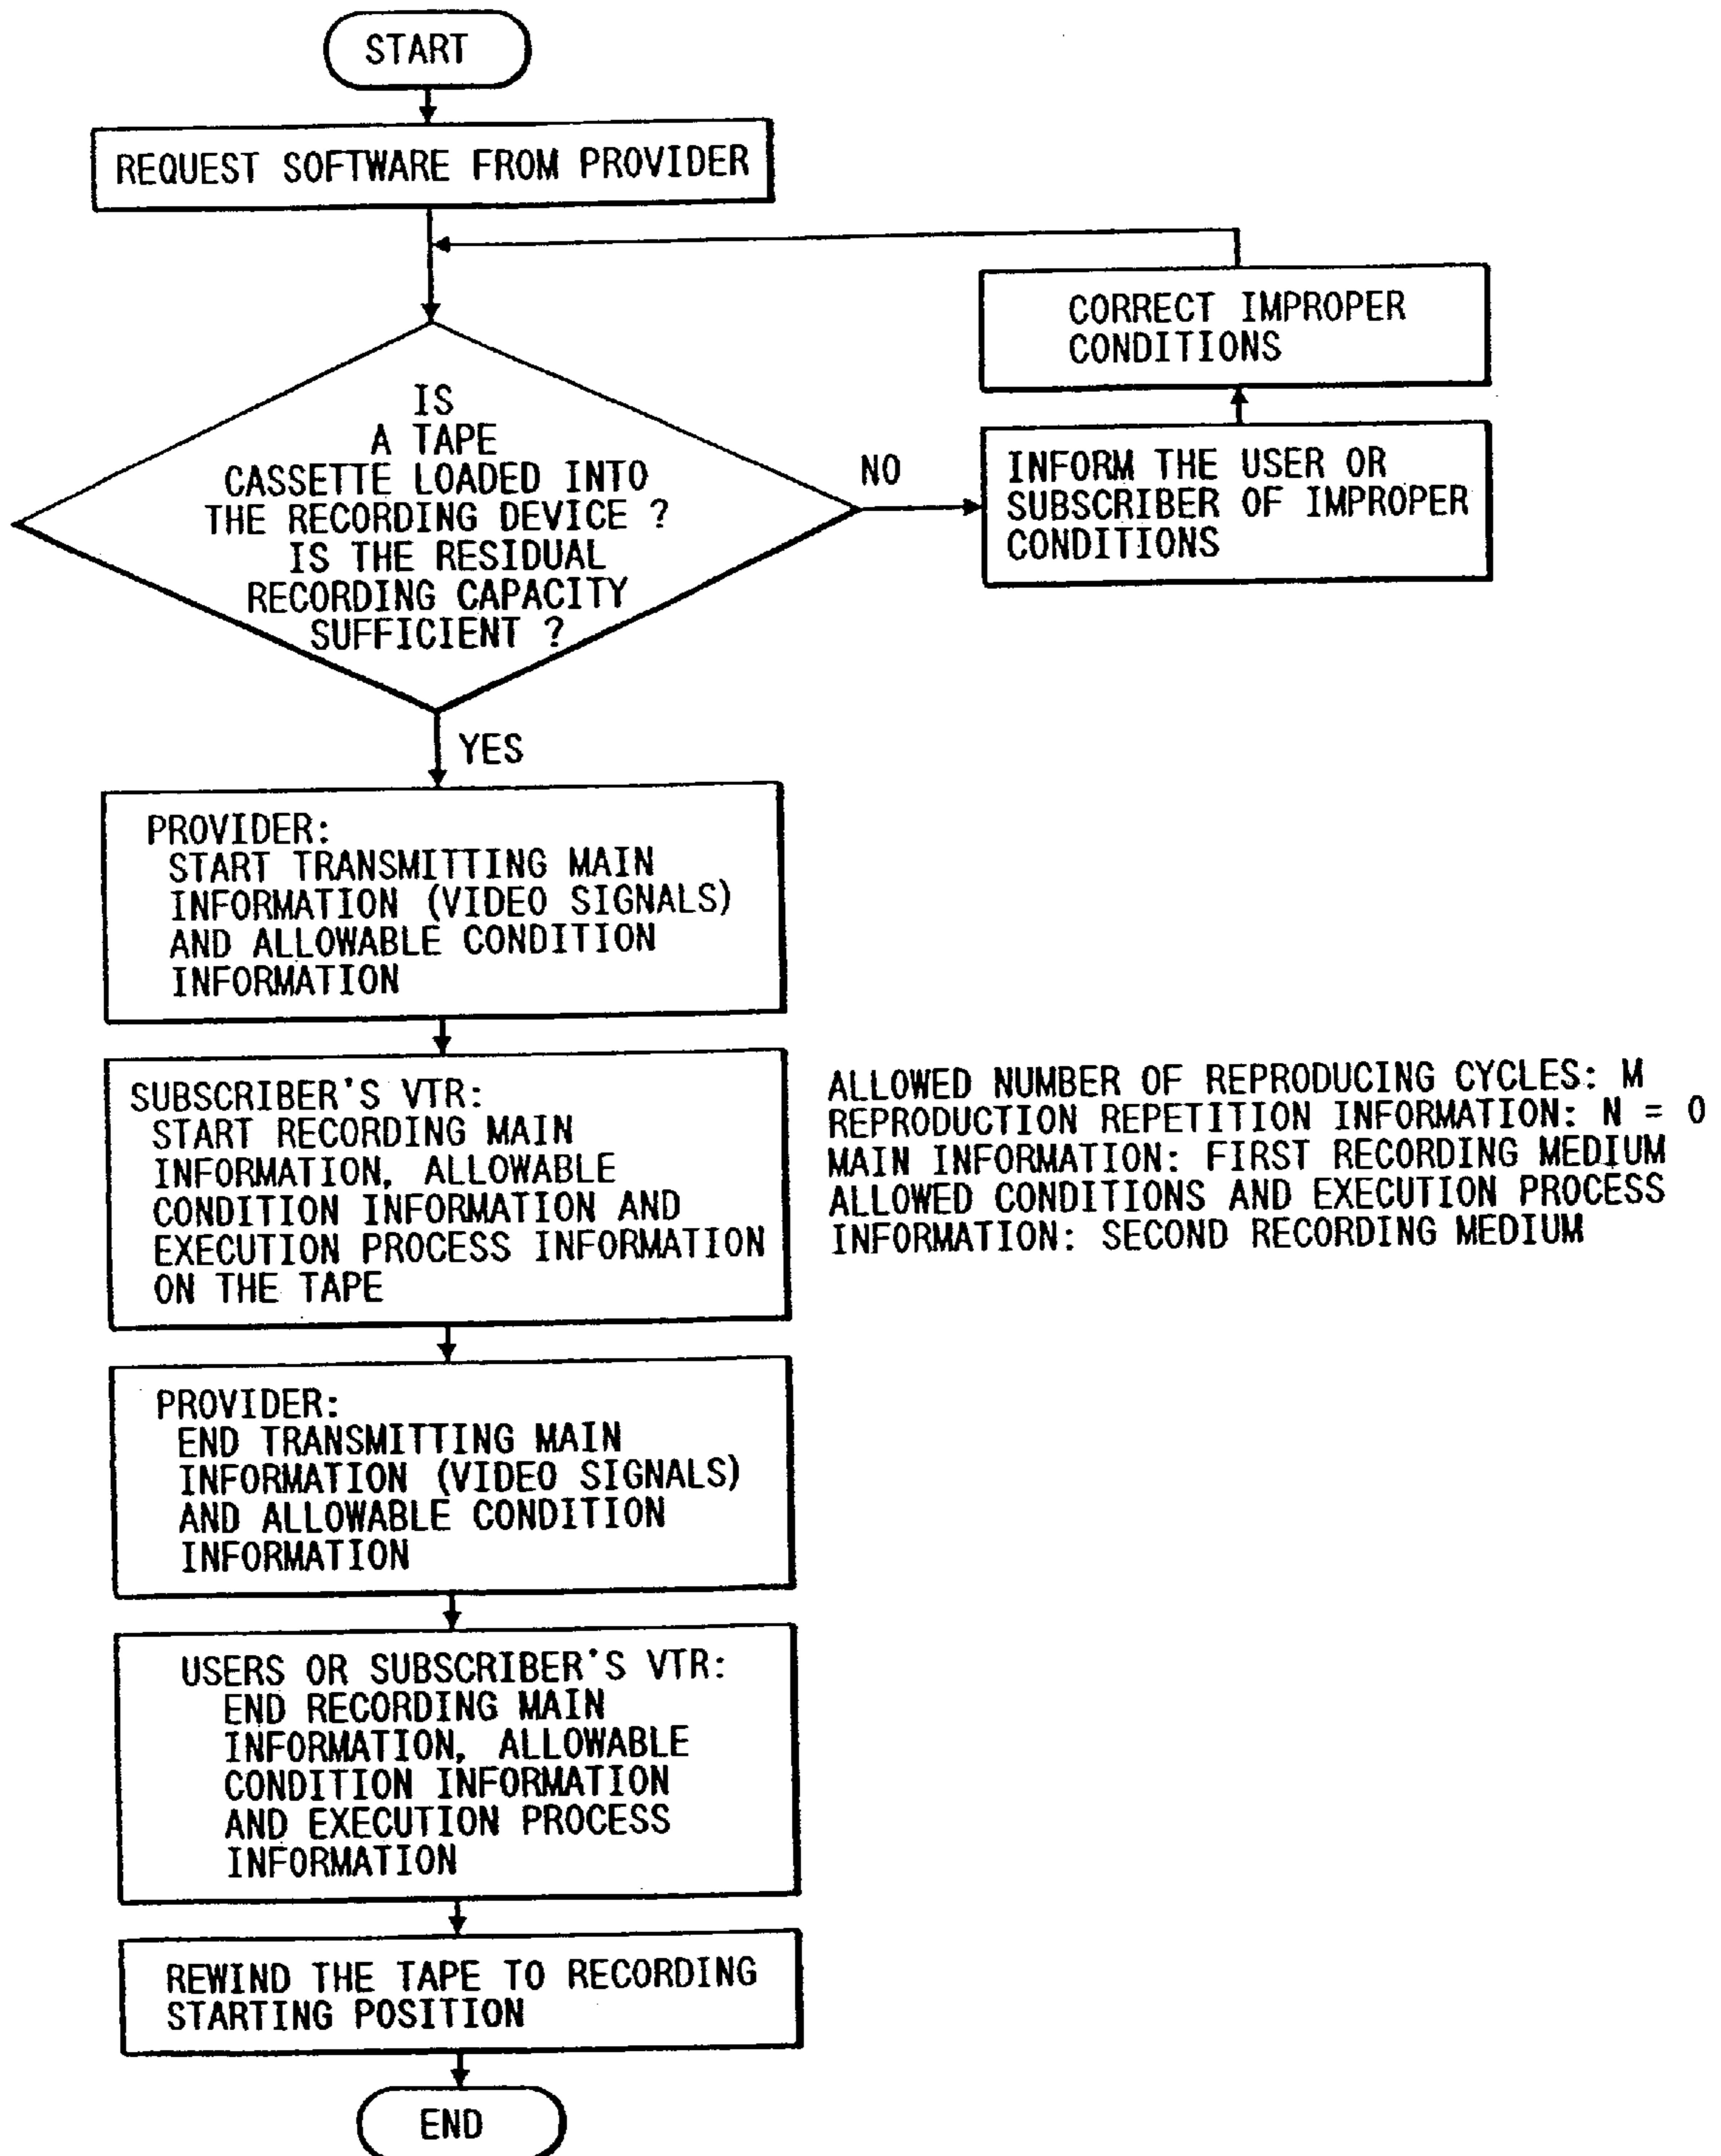 START
REQUEST SOFTWARE FROM PROVIDER
CORRECT IMPROPER
CONDITIONS
IS
A TAPE
CASSETTE LOADED INTO
THE RECORDING DEVICE ?
IS THE RESIDUAL
RECORDING CAPACITY
SUFFICIENT ?
NO
INFORM THE USER OR
SUBSCRIBER OF IMPROPER
CONDITIONS
YES
PROVIDER:
START TRANSMITTING MAIN
INFORMATION (VIDEO SIGNALS)
AND ALLOWABLE CONDITION
INFORMATION
SUBSCRIBER'S VTR:
START RECORDING MAIN
INFORMATION, ALLOWABLE
CONDITION INFORMATION AND
EXECUTION PROCESS INFORMATION
ON THE TAPE
ALLOWED NUMBER OF REPRODUCING CYCLES: M
REPRODUCTION REPETITION INFORMATION: N = 0
MAIN INFORMATION: FIRST RECORDING MEDIUM
ALLOWED CONDITIONS AND EXECUTION PROCESS
INFORMATION: SECOND RECORDING MEDIUM
PROVIDER:
END TRANSMITTING MAIN
INFORMATION (VIDEO SIGNALS)
AND ALLOWABLE CONDITION
INFORMATION
USERS OR SUBSCRIBER'S VTR:
END RECORDING MAIN
INFORMATION, ALLOWABLE
CONDITION INFORMATION
AND EXECUTION PROCESS
INFORMATION
REWIND THE TAPE TO RECORDING
STARTING POSITION
END